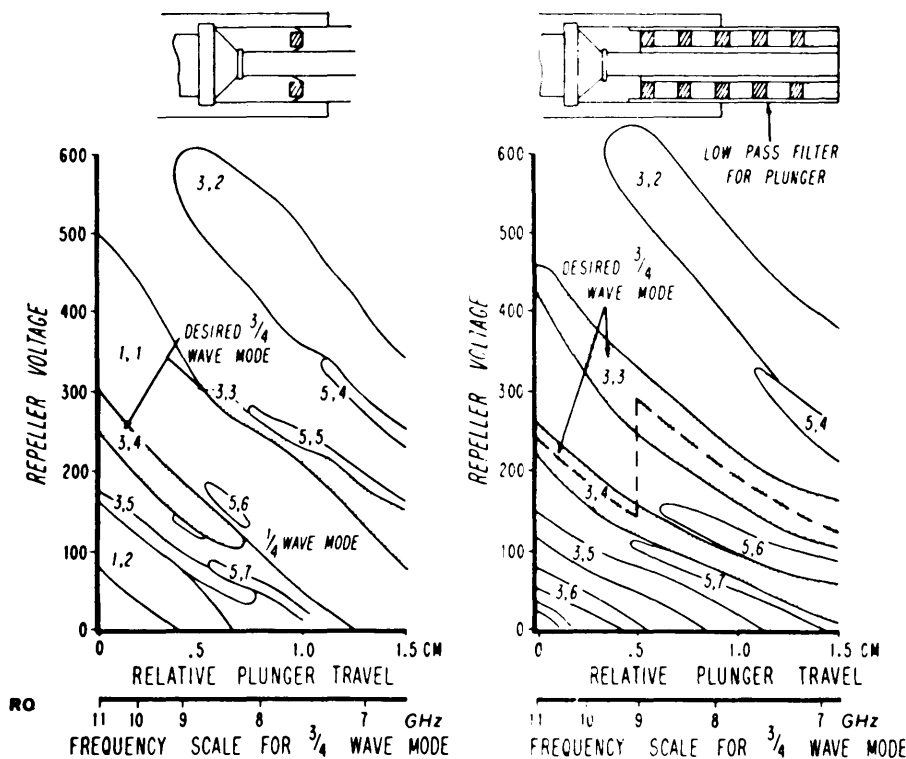 LOW PASS FILTER
FOR PLUNGER
REPELLER VOLTAGE
600
500
400
300
200
100
0
3,2
DESIRED 3/4
WAVE MODE
1,1
3,3
5,4
3,4
5,5
3,5
5,6
1/4 WAVE MODE
1,2
5,7
0
.5
1.0
1.5 CM
RELATIVE PLUNGER TRAVEL
RO
11
10
9
8
7
GHz
FREQUENCY SCALE FOR 3/4 WAVE MODE
REPELLER VOLTAGE
600
500
400
300
200
100
0
3,2
DESIRED 3/4
WAVE MODE
3,3
5,4
3,4
5,6
3,5
5,7
3,6
0
.5
1.0
1.5 CM
RELATIVE PLUNGER TRAVEL
11
10
9
8
7
GHz
FREQUENCY SCALE FOR 3/4 WAVE MODE